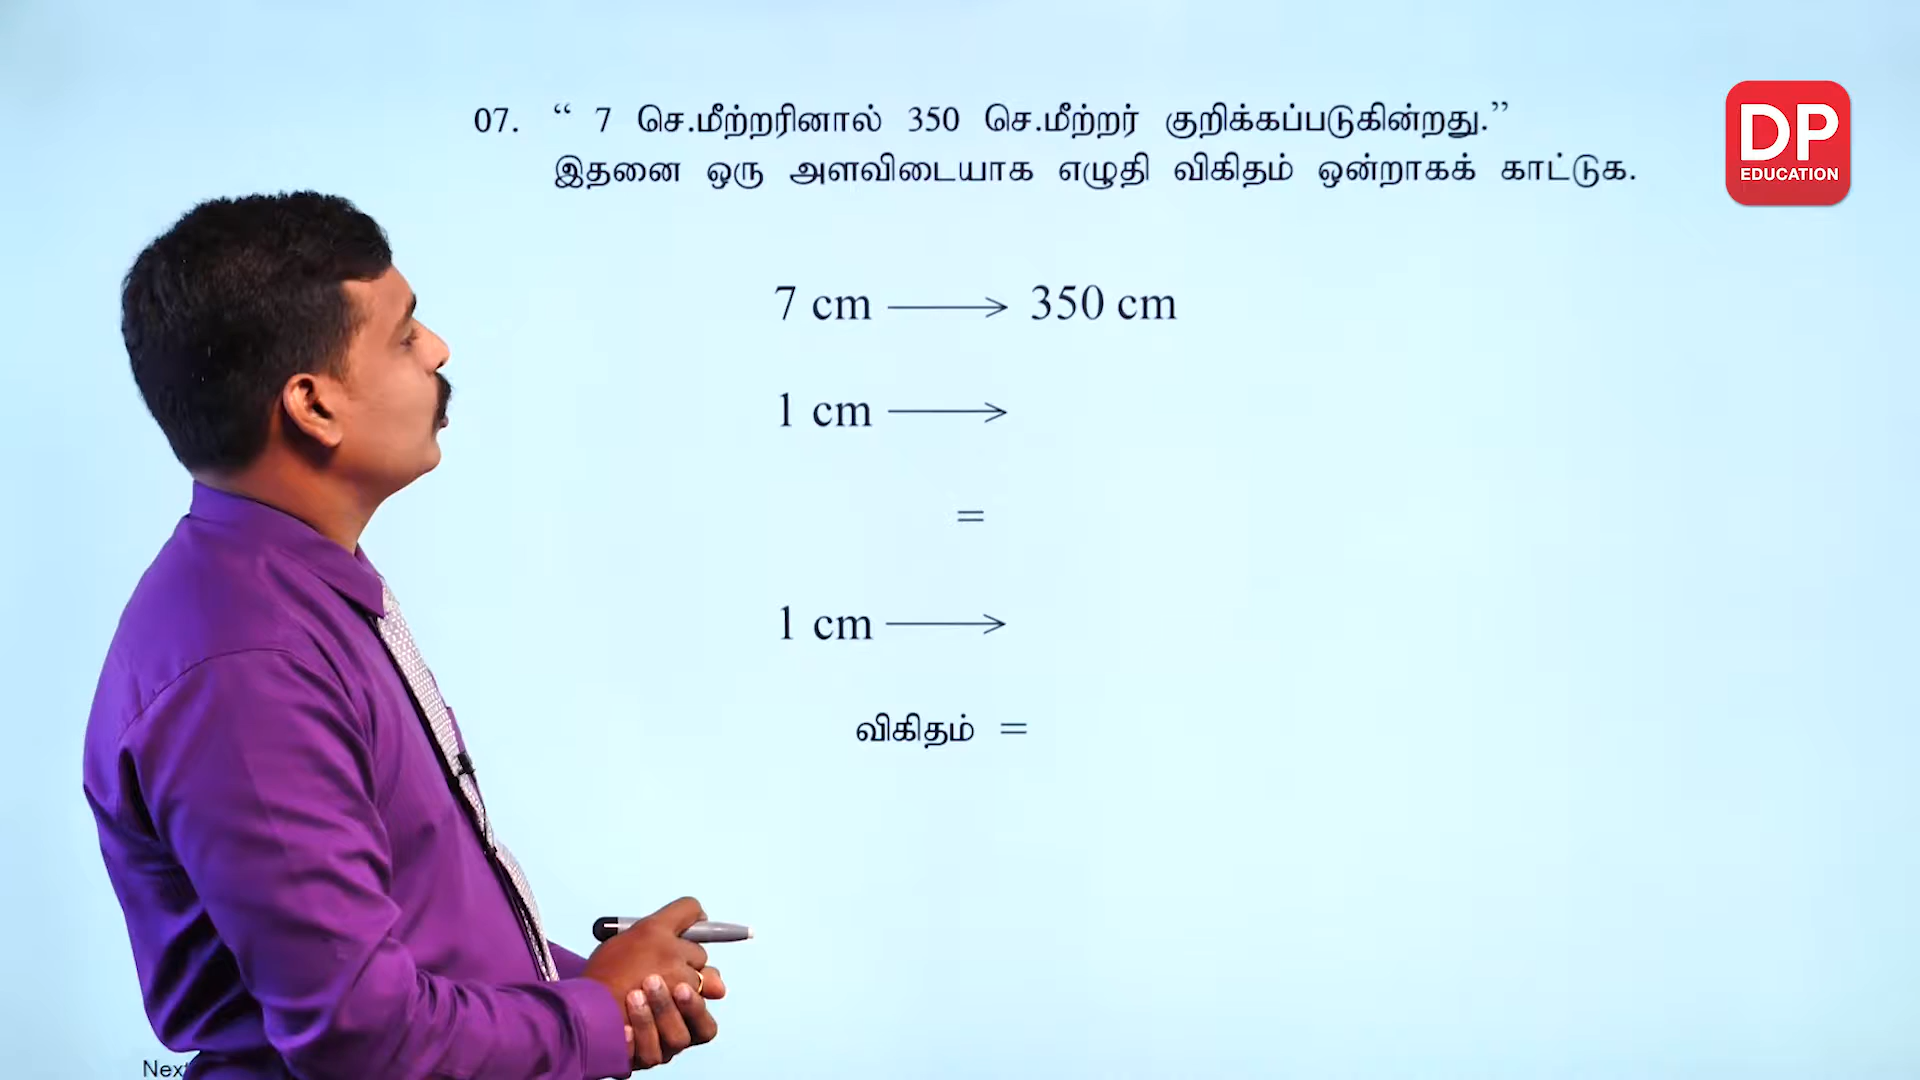 07. “ 7 செ.மீற்றரினால் 350 செ.மீற்றர் குறிக்கப்படுகின்றது.”
இதனை ஒரு அளவிடையாக எழுதி விகிதம் ஒன்றாகக் காட்டுக.
DP
EDUCATION
7 cm → 350 cm
1 cm →
=
1 cm →
விகிதம் =
Next